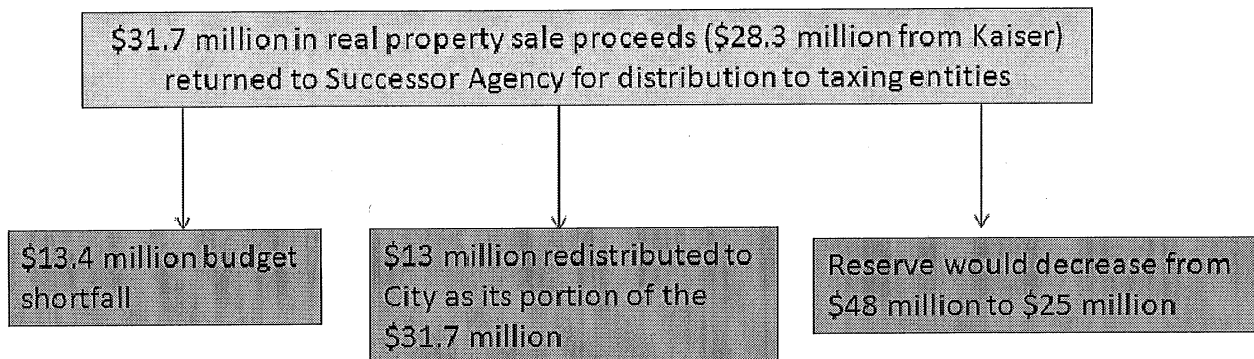 $31.7 million in real property sale proceeds ($28.3 million from Kaiser)
returned to Successor Agency for distribution to taxing entities
$13.4 million budget
shortfall
$13 million redistributed to
City as its portion of the
$31.7 million
Reserve would decrease from
$48 million to $25 million